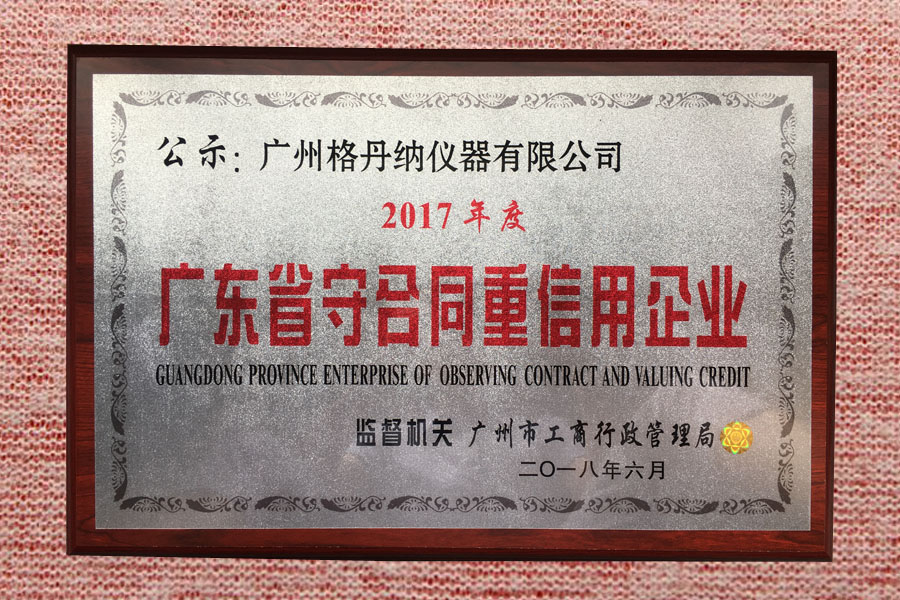 公示：广州格丹纳仪器有限公司
2017年度
广东省守合同重信用企业
GUANGDONG PROVINCE ENTERPRISE OF OBSERVING CONTRACT AND VALUING CREDIT
监督机关 广州市工商行政管理局
二〇一八年六月